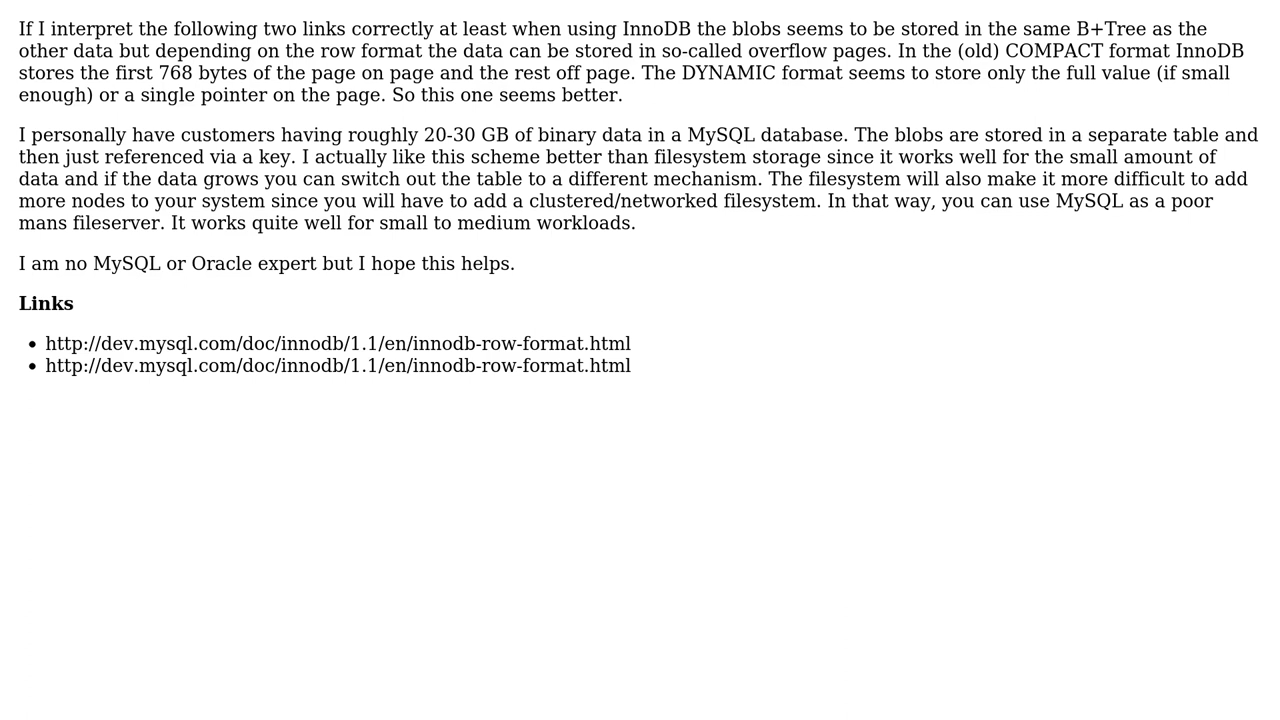 If I interpret the following two links correctly at least when using InnoDB the blobs seems to be stored in the same B+Tree as the
other data but depending on the row format the data can be stored in so-called overflow pages. In the (old) COMPACT format InnoDB
stores the first 768 bytes of the page on page and the rest off page. The DYNAMIC format seems to store only the full value (if small
enough) or a single pointer on the page. So this one seems better.
I personally have customers having roughly 20-30 GB of binary data in a MySQL database. The blobs are stored in a separate table and
then just referenced via a key. I actually like this scheme better than filesystem storage since it works well for the small amount of
data and if the data grows you can switch out the table to a different mechanism. The filesystem will also make it more difficult to add
more nodes to your system since you will have to add a clustered/networked filesystem. In that way, you can use MySQL as a poor
mans fileserver. It works quite well for small to medium workloads.
I am no MySQL or Oracle expert but I hope this helps.
Links
• http://dev.mysql.com/doc/innodb/1.1/en/innodb-row-format.html
• http://dev.mysql.com/doc/innodb/1.1/en/innodb-row-format.html